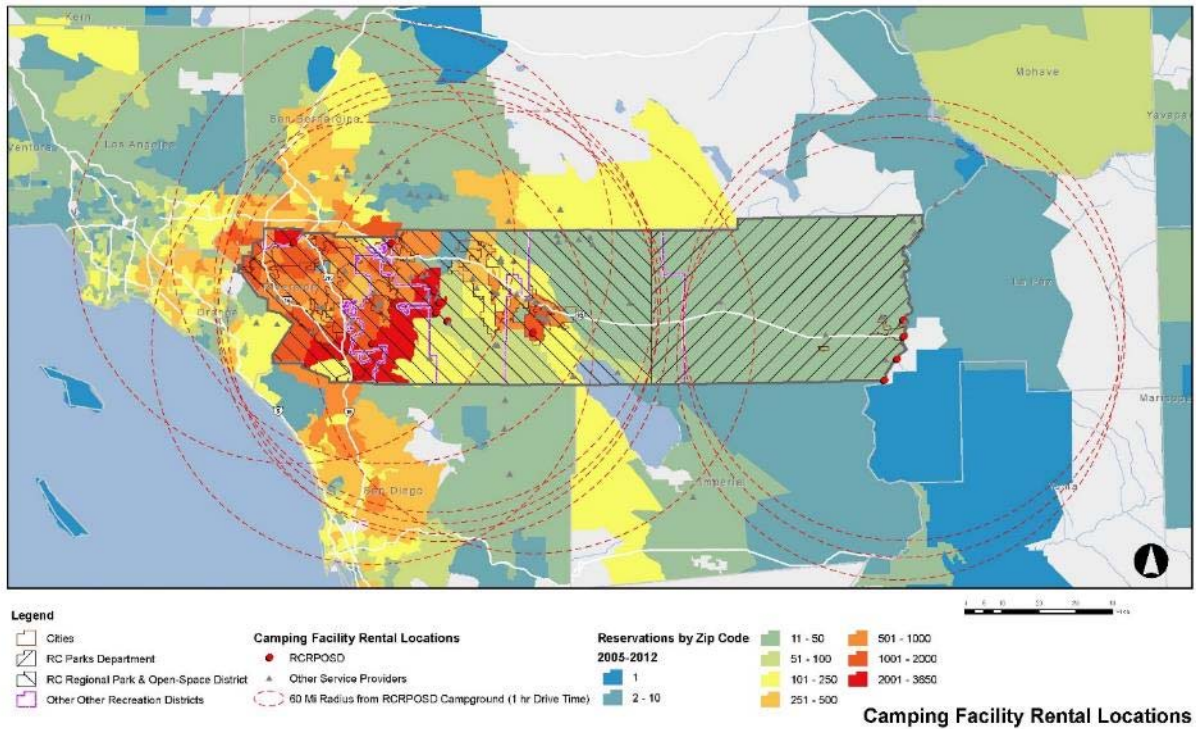 Kern
Mohave
Yavapai
San Bernardino
Ventura
Los Angeles
Riverside
Orange
La Paz
Maricopa
San Diego
Imperial
Yuma
Legend
Cities
RC Parks Department
RC Regional Park & Open-Space District
Other Other Recreation Districts
Camping Facility Rental Locations
RCRPOSD
Other Service Providers
60 Mi Radius from RCRPOSD Campground (1 hr Drive Time)
Reservations by Zip Code
2005-2012
1
2 - 10
11 - 50
51 - 100
101 - 250
251 - 500
501 - 1000
1001 - 2000
2001 - 3650
Camping Facility Rental Locations